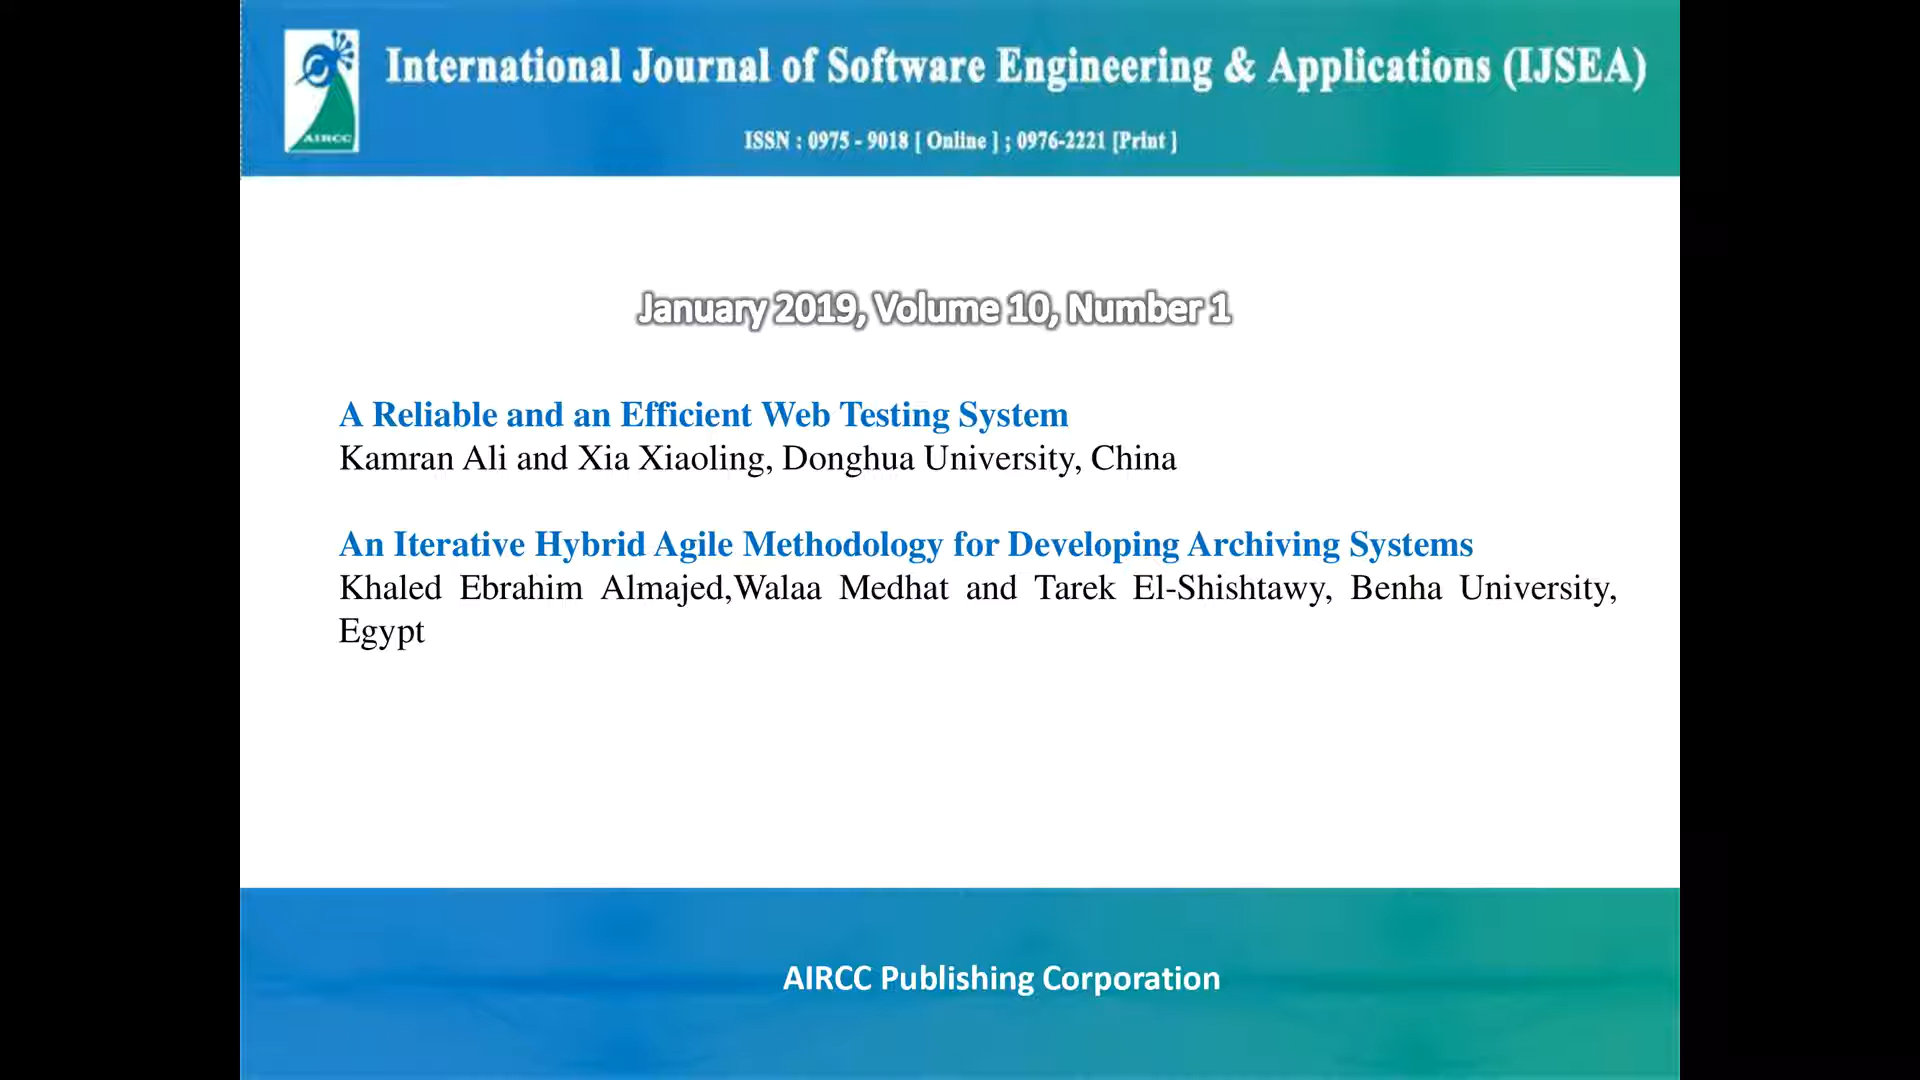 AIRCC
International Journal of Software Engineering & Applications (IJSEA)
ISSN : 0975 - 9018 [ Online ] ; 0976-2221 [Print ]
January 2019, Volume 10, Number 1
A Reliable and an Efficient Web Testing System
Kamran Ali and Xia Xiaoling, Donghua University, China
An Iterative Hybrid Agile Methodology for Developing Archiving Systems
Khaled Ebrahim Almajed,Walaa Medhat and Tarek El-Shishtawy, Benha University,
Egypt
AIRCC Publishing Corporation